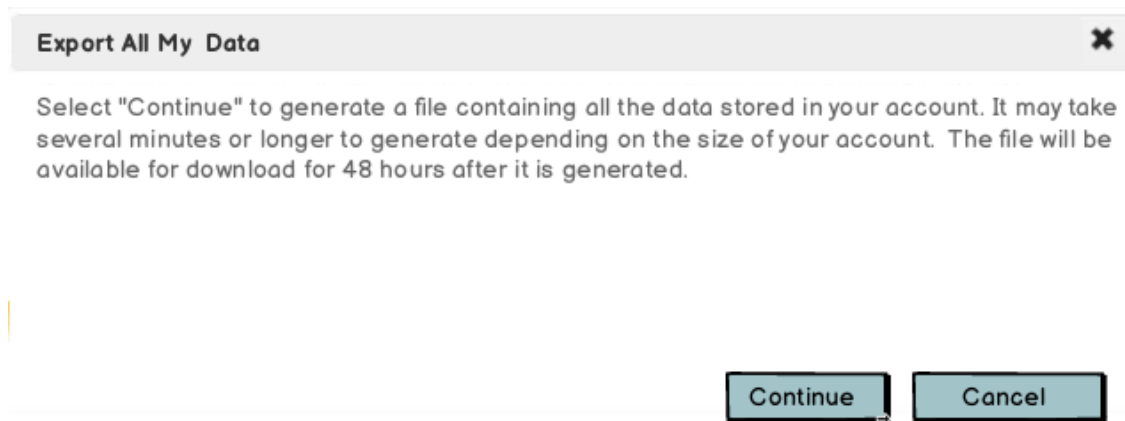 Export All My Data
Select "Continue" to generate a file containing all the data stored in your account. It may take
several minutes or longer to generate depending on the size of your account. The file will be
available for download for 48 hours after it is generated.
Continue
Cancel